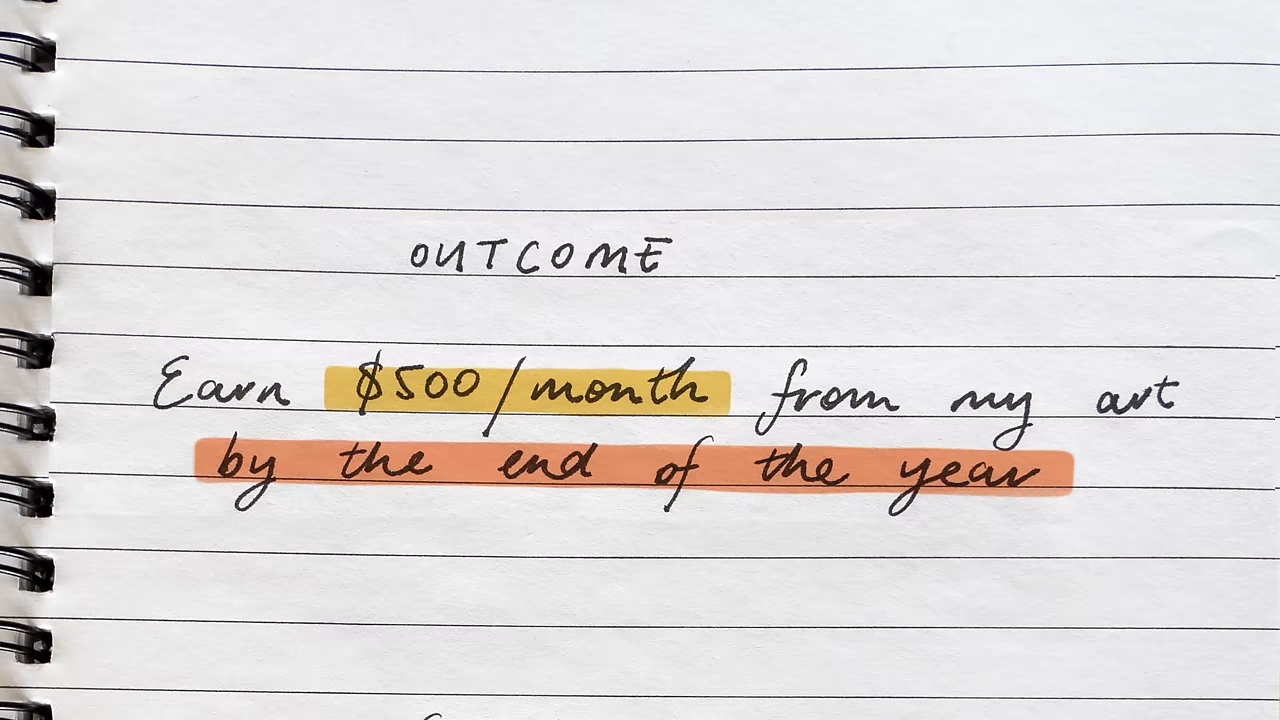 OUTCOME
Earn $500/month from my art
by the end of the year